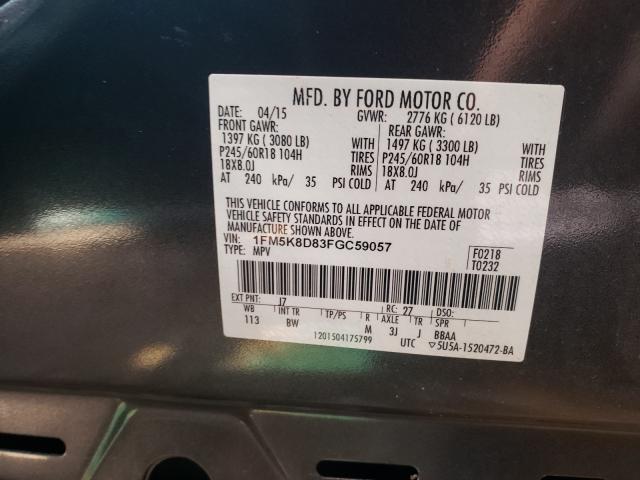 MFD. BY FORD MOTOR CO.
DATE: 04/15 GVWR: 2776 KG ( 6120 LB)
FRONT GAWR: REAR GAWR:
1397 KG ( 3080 LB) WITH 1497 KG ( 3300 LB) WITH
P245/60R18 104H TIRES P245/60R18 104H TIRES
18X8.0J RIMS 18X8.0J RIMS
AT 240 kPa/ 35 PSI COLD AT 240 kPa/ 35 PSI COLD
THIS VEHICLE CONFORMS TO ALL APPLICABLE FEDERAL MOTOR
VEHICLE SAFETY STANDARDS IN EFFECT ON THE DATE OF
MANUFACTURE SHOWN ABOVE.
VIN: 1FM5K8D83FGC59057 F0218
TYPE: MPV T0232
EXT PNT: J7 RC: 27 DSO:
WB INT TR TP/PS R AXLE TR SPR
113 BW M 3J J BBAA
1201504175799 UTC ▽5U5A-1520472-BA